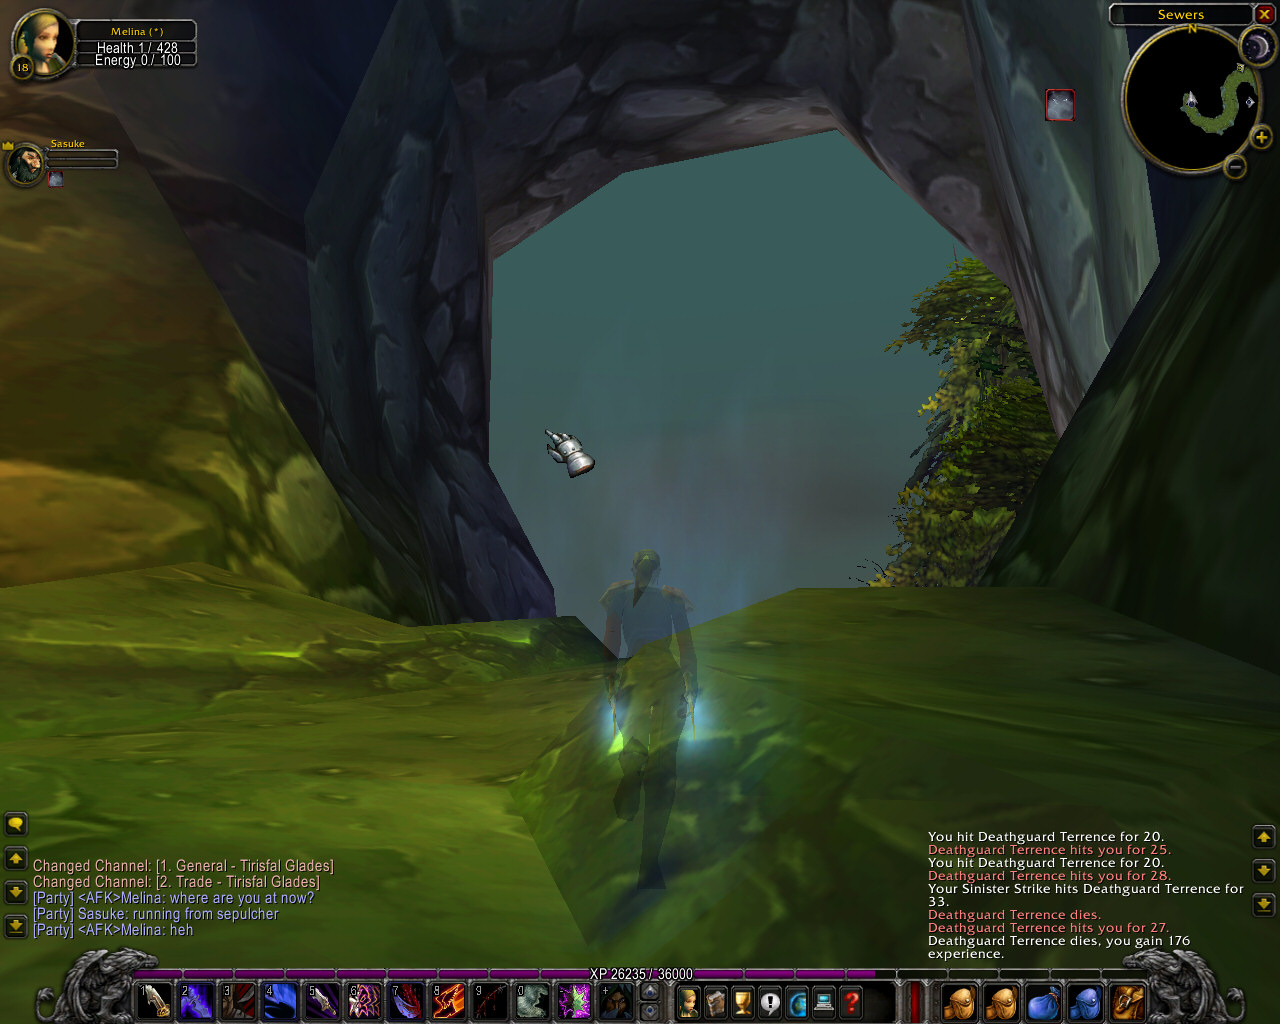 Melina (*)
Health 1 / 428
Energy 0 / 100
18
Sewers
N
Sasuke
Changed Channel: [1. General - Tirisfal Glades]
Changed Channel: [2. Trade - Tirisfal Glades]
[Party] <AFK>Melina: where are you at now?
[Party] Sasuke: running from sepulcher
[Party] <AFK>Melina: heh
You hit Deathguard Terrence for 20.
Deathguard Terrence hits you for 25.
You hit Deathguard Terrence for 20.
Deathguard Terrence hits you for 28.
Your Sinister Strike hits Deathguard Terrence for
33.
Deathguard Terrence dies.
Deathguard Terrence hits you for 27.
Deathguard Terrence dies, you gain 176
experience.
XP 26235 / 36000
1 2 3 4 5 6 7 8 9 0 - +